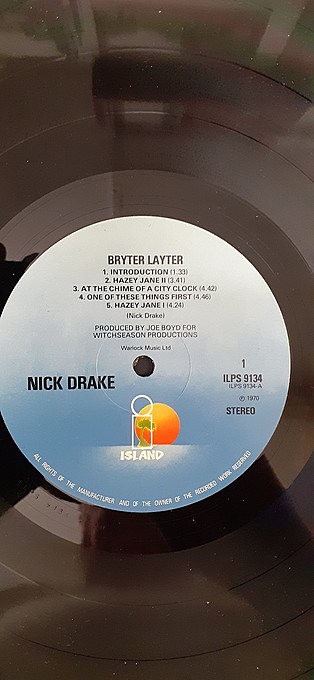 BRYTER LAYTER
1. INTRODUCTION (1.33)
2. HAZEY JANE II (3.41)
3. AT THE CHIME OF A CITY CLOCK (4.42)
4. ONE OF THESE THINGS FIRST (4.46)
5. HAZEY JANE I (4.24)
(Nick Drake)
PRODUCED BY JOE BOYD FOR
WITCHSEASON PRODUCTIONS
Warlock Music Ltd
1
NICK DRAKE
ILPS 9134
ILPS 9134-A
℗ 1970
STEREO
ISLAND
ALL RIGHTS OF THE MANUFACTURER AND OF THE OWNER OF THE RECORDED WORK RESERVED